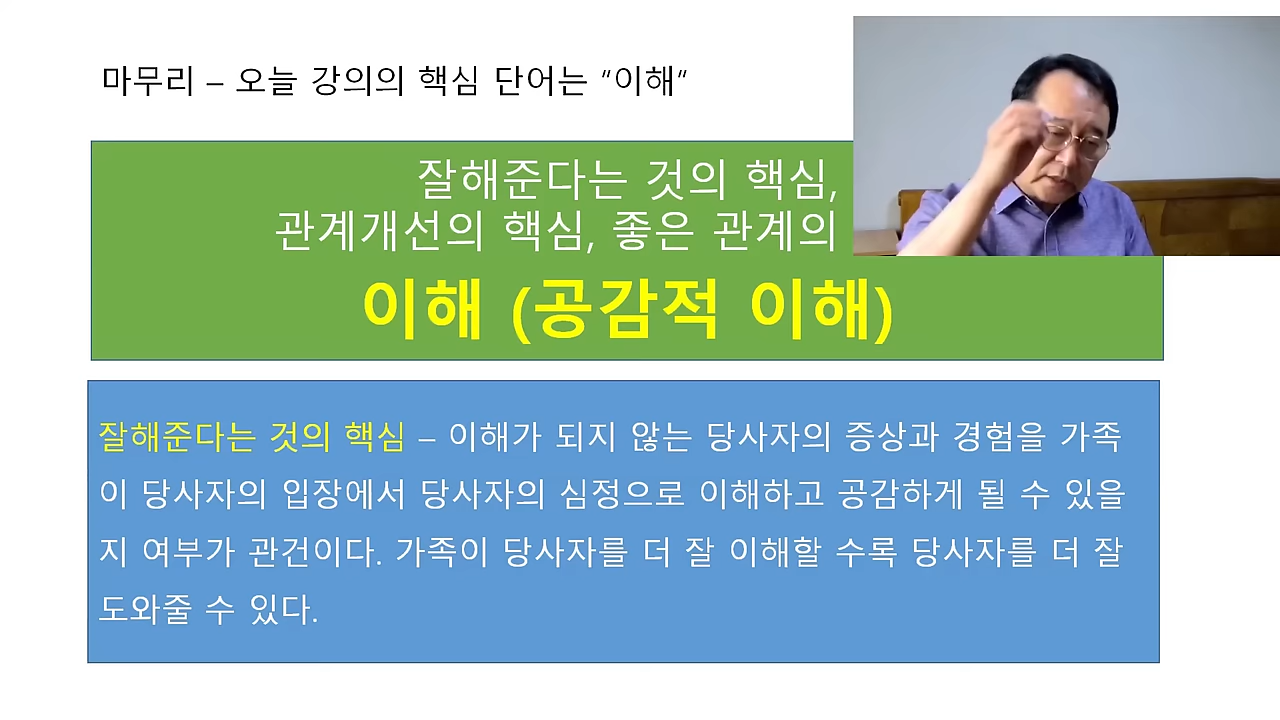 마무리 – 오늘 강의의 핵심 단어는 "이해"
잘해준다는 것의 핵심,
관계개선의 핵심, 좋은 관계의
이해 (공감적 이해)
잘해준다는 것의 핵심 – 이해가 되지 않는 당사자의 증상과 경험을 가족
이 당사자의 입장에서 당사자의 심정으로 이해하고 공감하게 될 수 있을
지 여부가 관건이다. 가족이 당사자를 더 잘 이해할 수록 당사자를 더 잘
도와줄 수 있다.